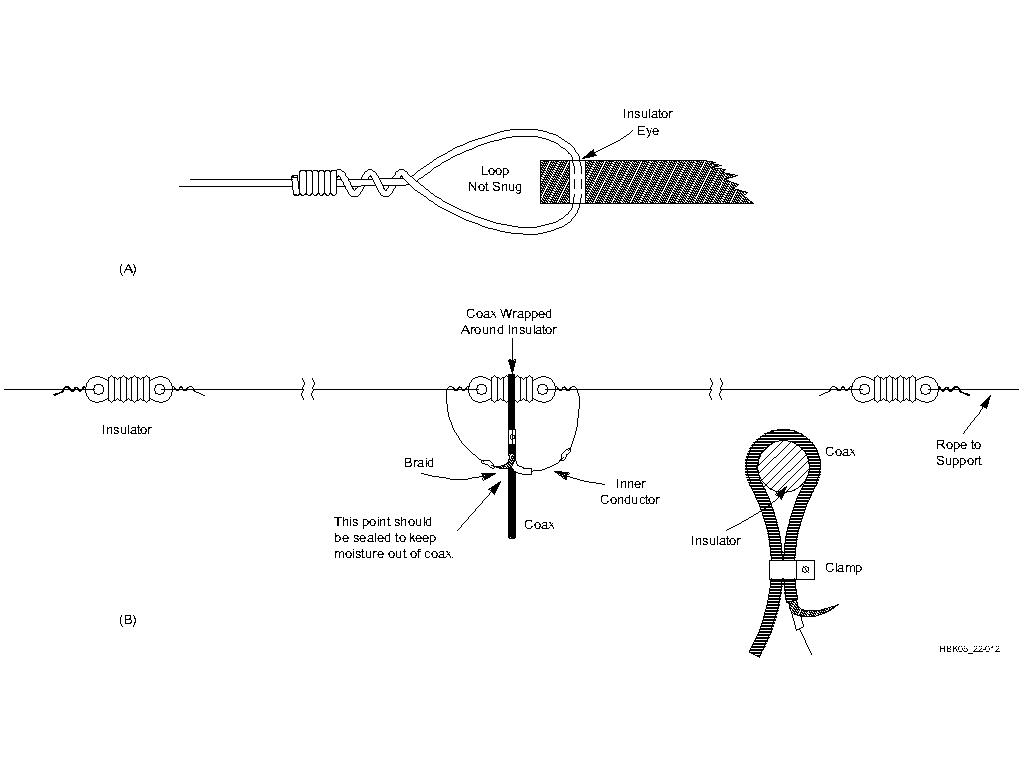 Insulator
Eye
Loop
Not Snug
(A)
Coax Wrapped
Around Insulator
Insulator
Rope to
Support
Coax
Braid
Inner
Conductor
This point should
be sealed to keep
moisture out of coax.
Coax
Insulator
Clamp
(B)
HBK05_22-012